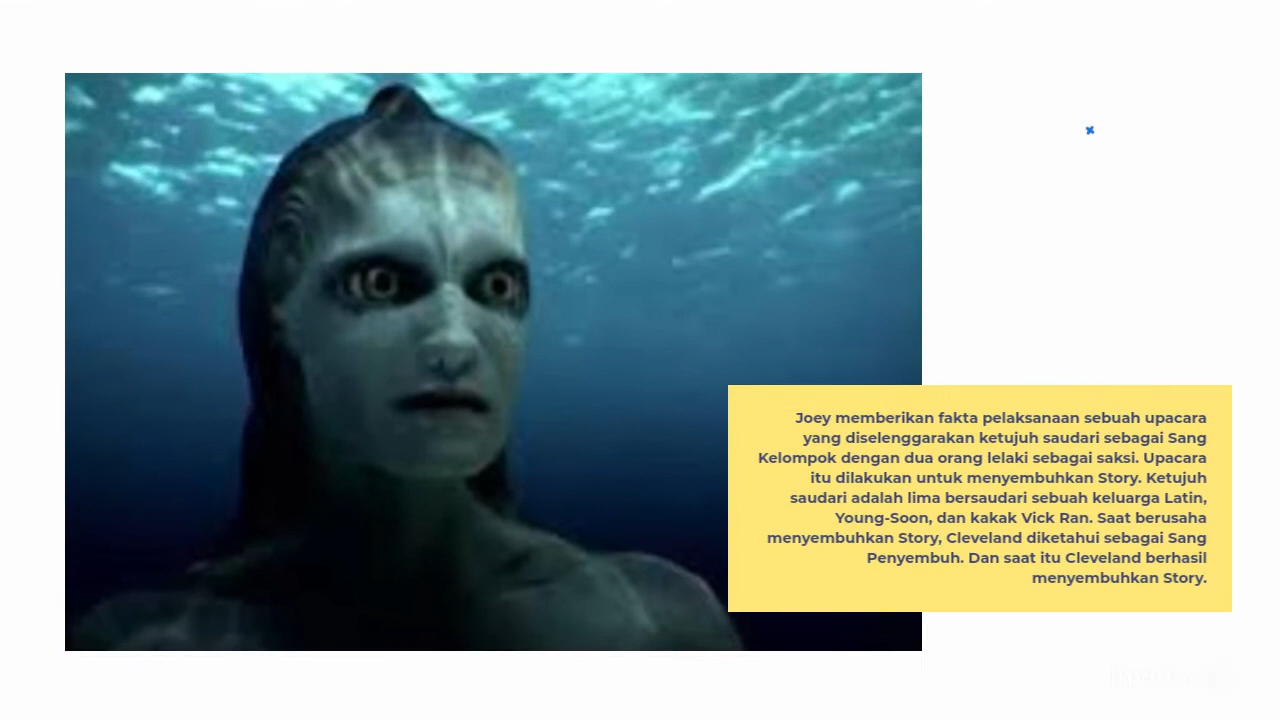 Joey memberikan fakta pelaksanaan sebuah upacara
yang diselenggarakan ketujuh saudari sebagai Sang
Kelompok dengan dua orang lelaki sebagai saksi. Upacara
itu dilakukan untuk menyembuhkan Story. Ketujuh
saudari adalah lima bersaudari sebuah keluarga Latin,
Young-Soon, dan kakak Vick Ran. Saat berusaha
menyembuhkan Story, Cleveland diketahui sebagai Sang
Penyembuh. Dan saat itu Cleveland berhasil
menyembuhkan Story.